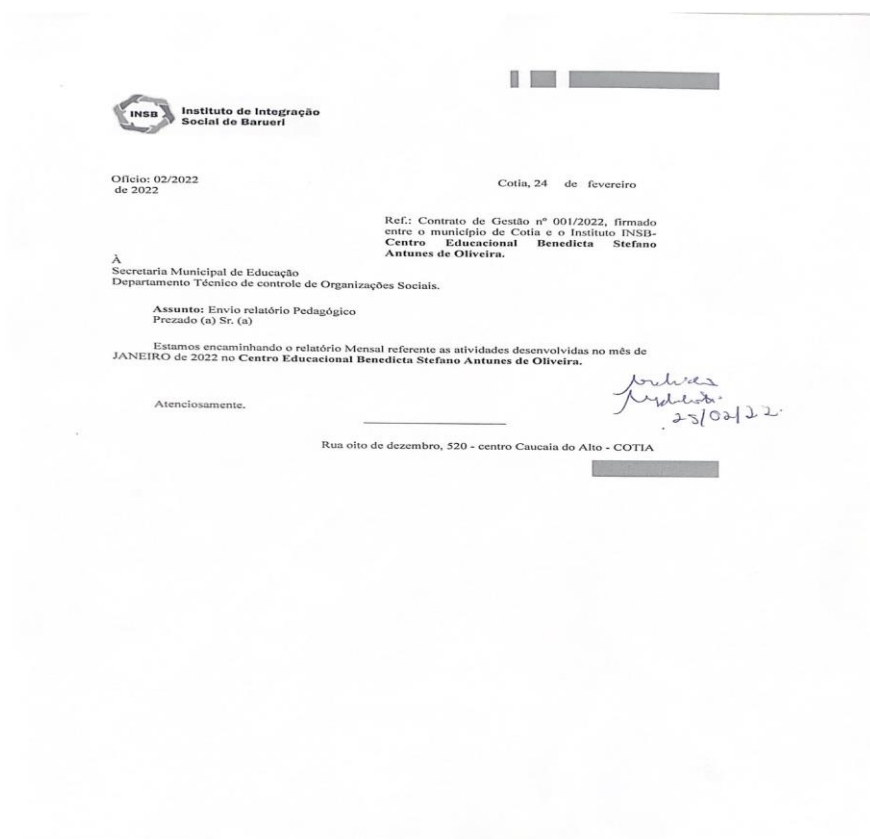 INSB
Instituto de Integração
Social de Barueri
Ofício: 02/2022
de 2022
Cotia, 24 de fevereiro
Ref.: Contrato de Gestão nº 001/2022, firmado
entre o município de Cotia e o Instituto INSB-
Centro Educacional Benedicta Stefano
Antunes de Oliveira.
À
Secretaria Municipal de Educação
Departamento Técnico de controle de Organizações Sociais.
Assunto: Envio relatório Pedagógico
Prezado (a) Sr. (a)
Estamos encaminhando o relatório Mensal referente as atividades desenvolvidas no mês de
JANEIRO de 2022 no Centro Educacional Benedicta Stefano Antunes de Oliveira.
Atenciosamente.
Rua oito de dezembro, 520 - centro Caucaia do Alto - COTIA